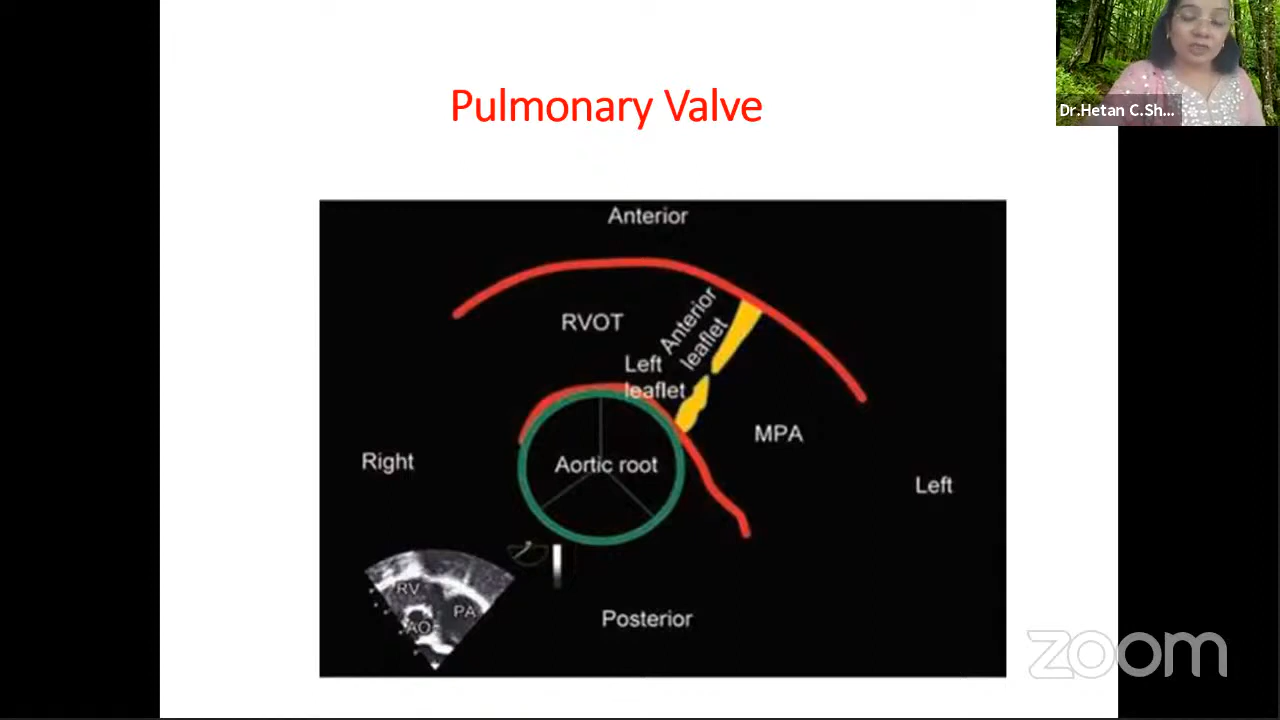 Pulmonary Valve
Dr.Hetan C.Sh...
Anterior
RVOT
Anterior
leaflet
Left
leaflet
MPA
Right
Aortic root
Left
RV
PA
AO
Posterior
zoom